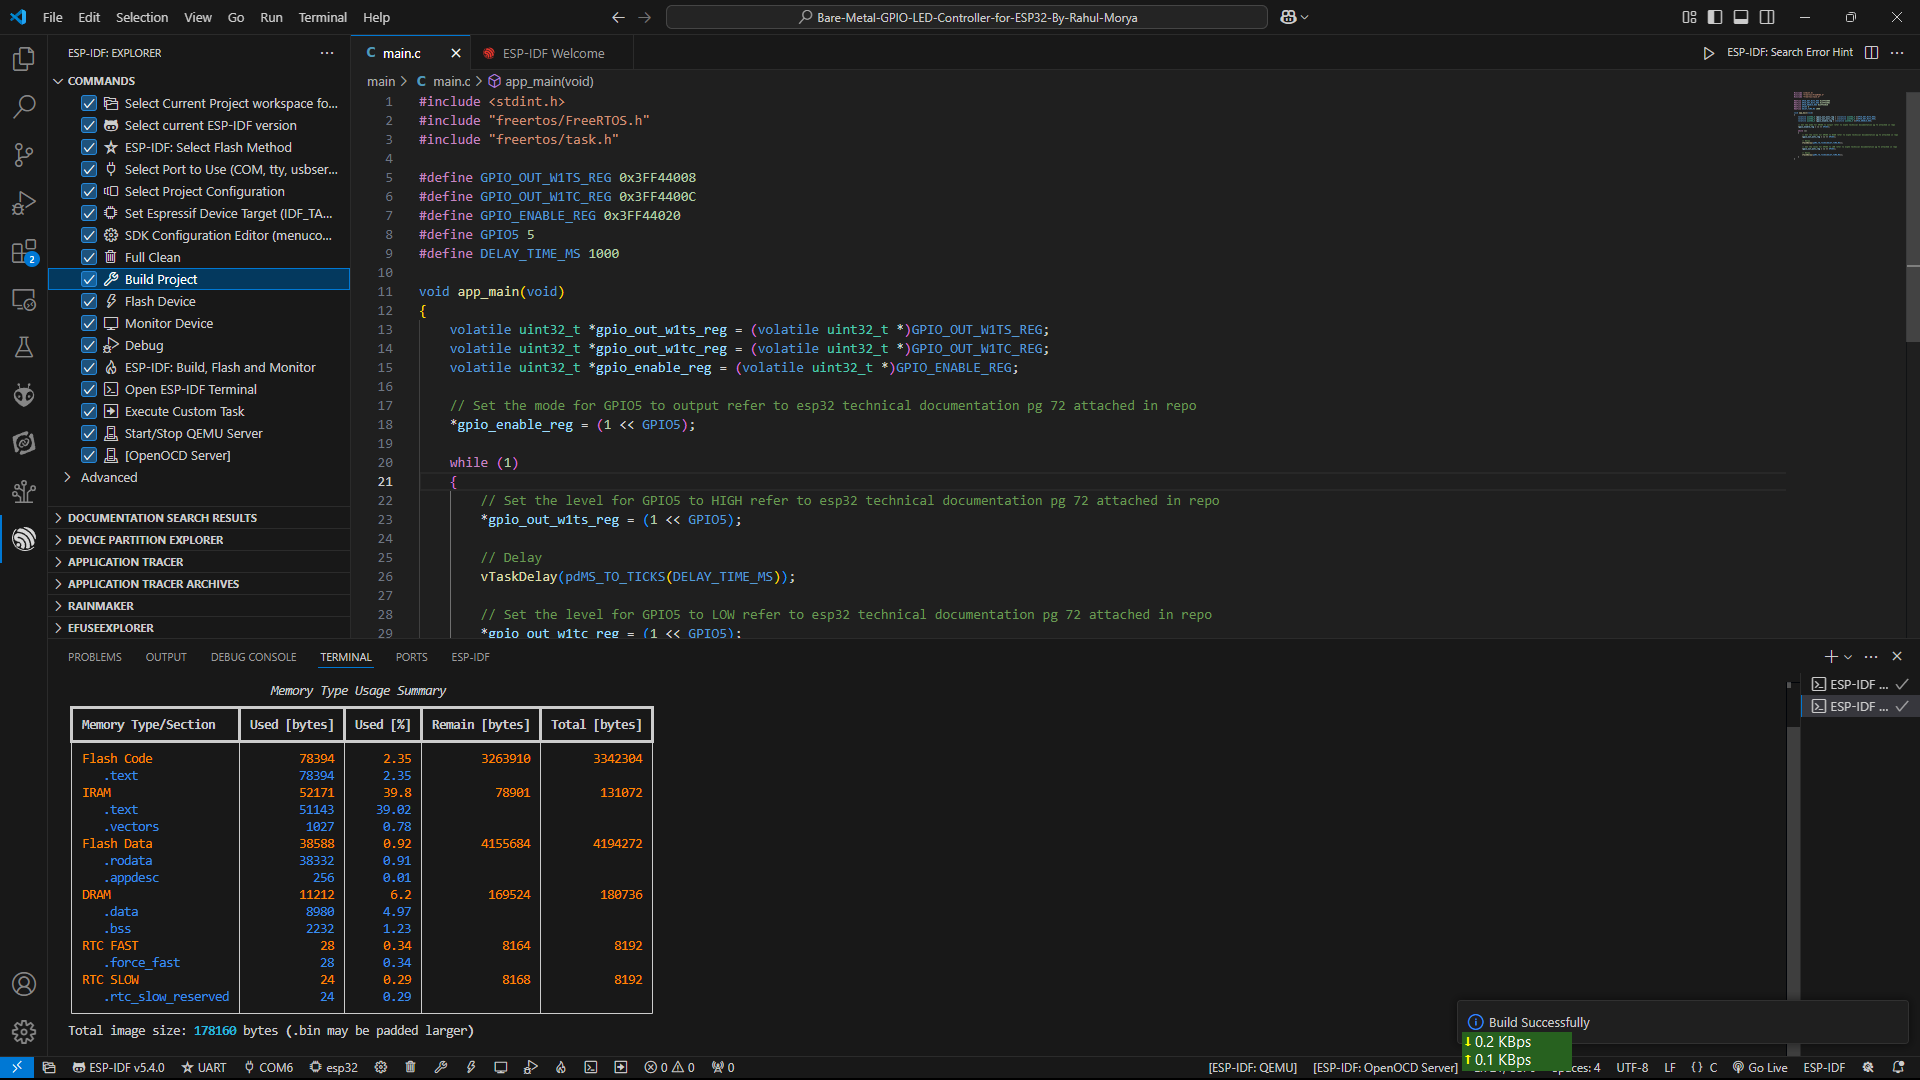 File Edit Selection View Go Run Terminal Help
Bare-Metal-GPIO-LED-Controller-for-ESP32-By-Rahul-Morya
ESP-IDF: EXPLORER
COMMANDS
Select Current Project workspace fo...
Select current ESP-IDF version
ESP-IDF: Select Flash Method
Select Port to Use (COM, tty, usbser...
Select Project Configuration
Set Espressif Device Target (IDF_TA...
SDK Configuration Editor (menuco...
Full Clean
Build Project
Flash Device
Monitor Device
Debug
ESP-IDF: Build, Flash and Monitor
Open ESP-IDF Terminal
Execute Custom Task
Start/Stop QEMU Server
[OpenOCD Server]
Advanced
DOCUMENTATION SEARCH RESULTS
DEVICE PARTITION EXPLORER
APPLICATION TRACER
APPLICATION TRACER ARCHIVES
RAINMAKER
EFUSEEXPLORER
2
C main.c ESP-IDF Welcome
ESP-IDF: Search Error Hint
main > C main.c > app_main(void)
1 #include <stdint.h>
2 #include "freertos/FreeRTOS.h"
3 #include "freertos/task.h"
4
5 #define GPIO_OUT_W1TS_REG 0x3FF44008
6 #define GPIO_OUT_W1TC_REG 0x3FF4400C
7 #define GPIO_ENABLE_REG 0x3FF44020
8 #define GPIO5 5
9 #define DELAY_TIME_MS 1000
10
11 void app_main(void)
12 {
13 volatile uint32_t *gpio_out_w1ts_reg = (volatile uint32_t *)GPIO_OUT_W1TS_REG;
14 volatile uint32_t *gpio_out_w1tc_reg = (volatile uint32_t *)GPIO_OUT_W1TC_REG;
15 volatile uint32_t *gpio_enable_reg = (volatile uint32_t *)GPIO_ENABLE_REG;
16
17 // Set the mode for GPIO5 to output refer to esp32 technical documentation pg 72 attached in repo
18 *gpio_enable_reg = (1 << GPIO5);
19
20 while (1)
21 {
22 // Set the level for GPIO5 to HIGH refer to esp32 technical documentation pg 72 attached in repo
23 *gpio_out_w1ts_reg = (1 << GPIO5);
24
25 // Delay
26 vTaskDelay(pdMS_TO_TICKS(DELAY_TIME_MS));
27
28 // Set the level for GPIO5 to LOW refer to esp32 technical documentation pg 72 attached in repo
29 *gpio_out_w1tc_reg = (1 << GPIO5);
PROBLEMS OUTPUT DEBUG CONSOLE TERMINAL PORTS ESP-IDF
ESP-IDF ...
ESP-IDF ...
Memory Type Usage Summary
Memory Type/Section Used [bytes] Used [%] Remain [bytes] Total [bytes]
Flash Code 78394 2.35 3263910 3342304
.text 78394 2.35
IRAM 52171 39.8 78901 131072
.text 51143 39.02
.vectors 1027 0.78
Flash Data 38588 0.92 4155684 4194272
.rodata 38332 0.91
.appdesc 256 0.01
DRAM 11212 6.2 169524 180736
.data 8980 4.97
.bss 2232 1.23
RTC FAST 28 0.34 8164 8192
.force_fast 28 0.34
RTC SLOW 24 0.29 8168 8192
.rtc_slow_reserved 24 0.29
Total image size: 178160 bytes (.bin may be padded larger)
Build Successfully
0.2 KBps
0.1 KBps
ESP-IDF v5.4.0 UART COM6 esp32 0 0 0 [ESP-IDF: QEMU] [ESP-IDF: OpenOCD Server] Spaces: 4 UTF-8 LF {} C Go Live ESP-IDF